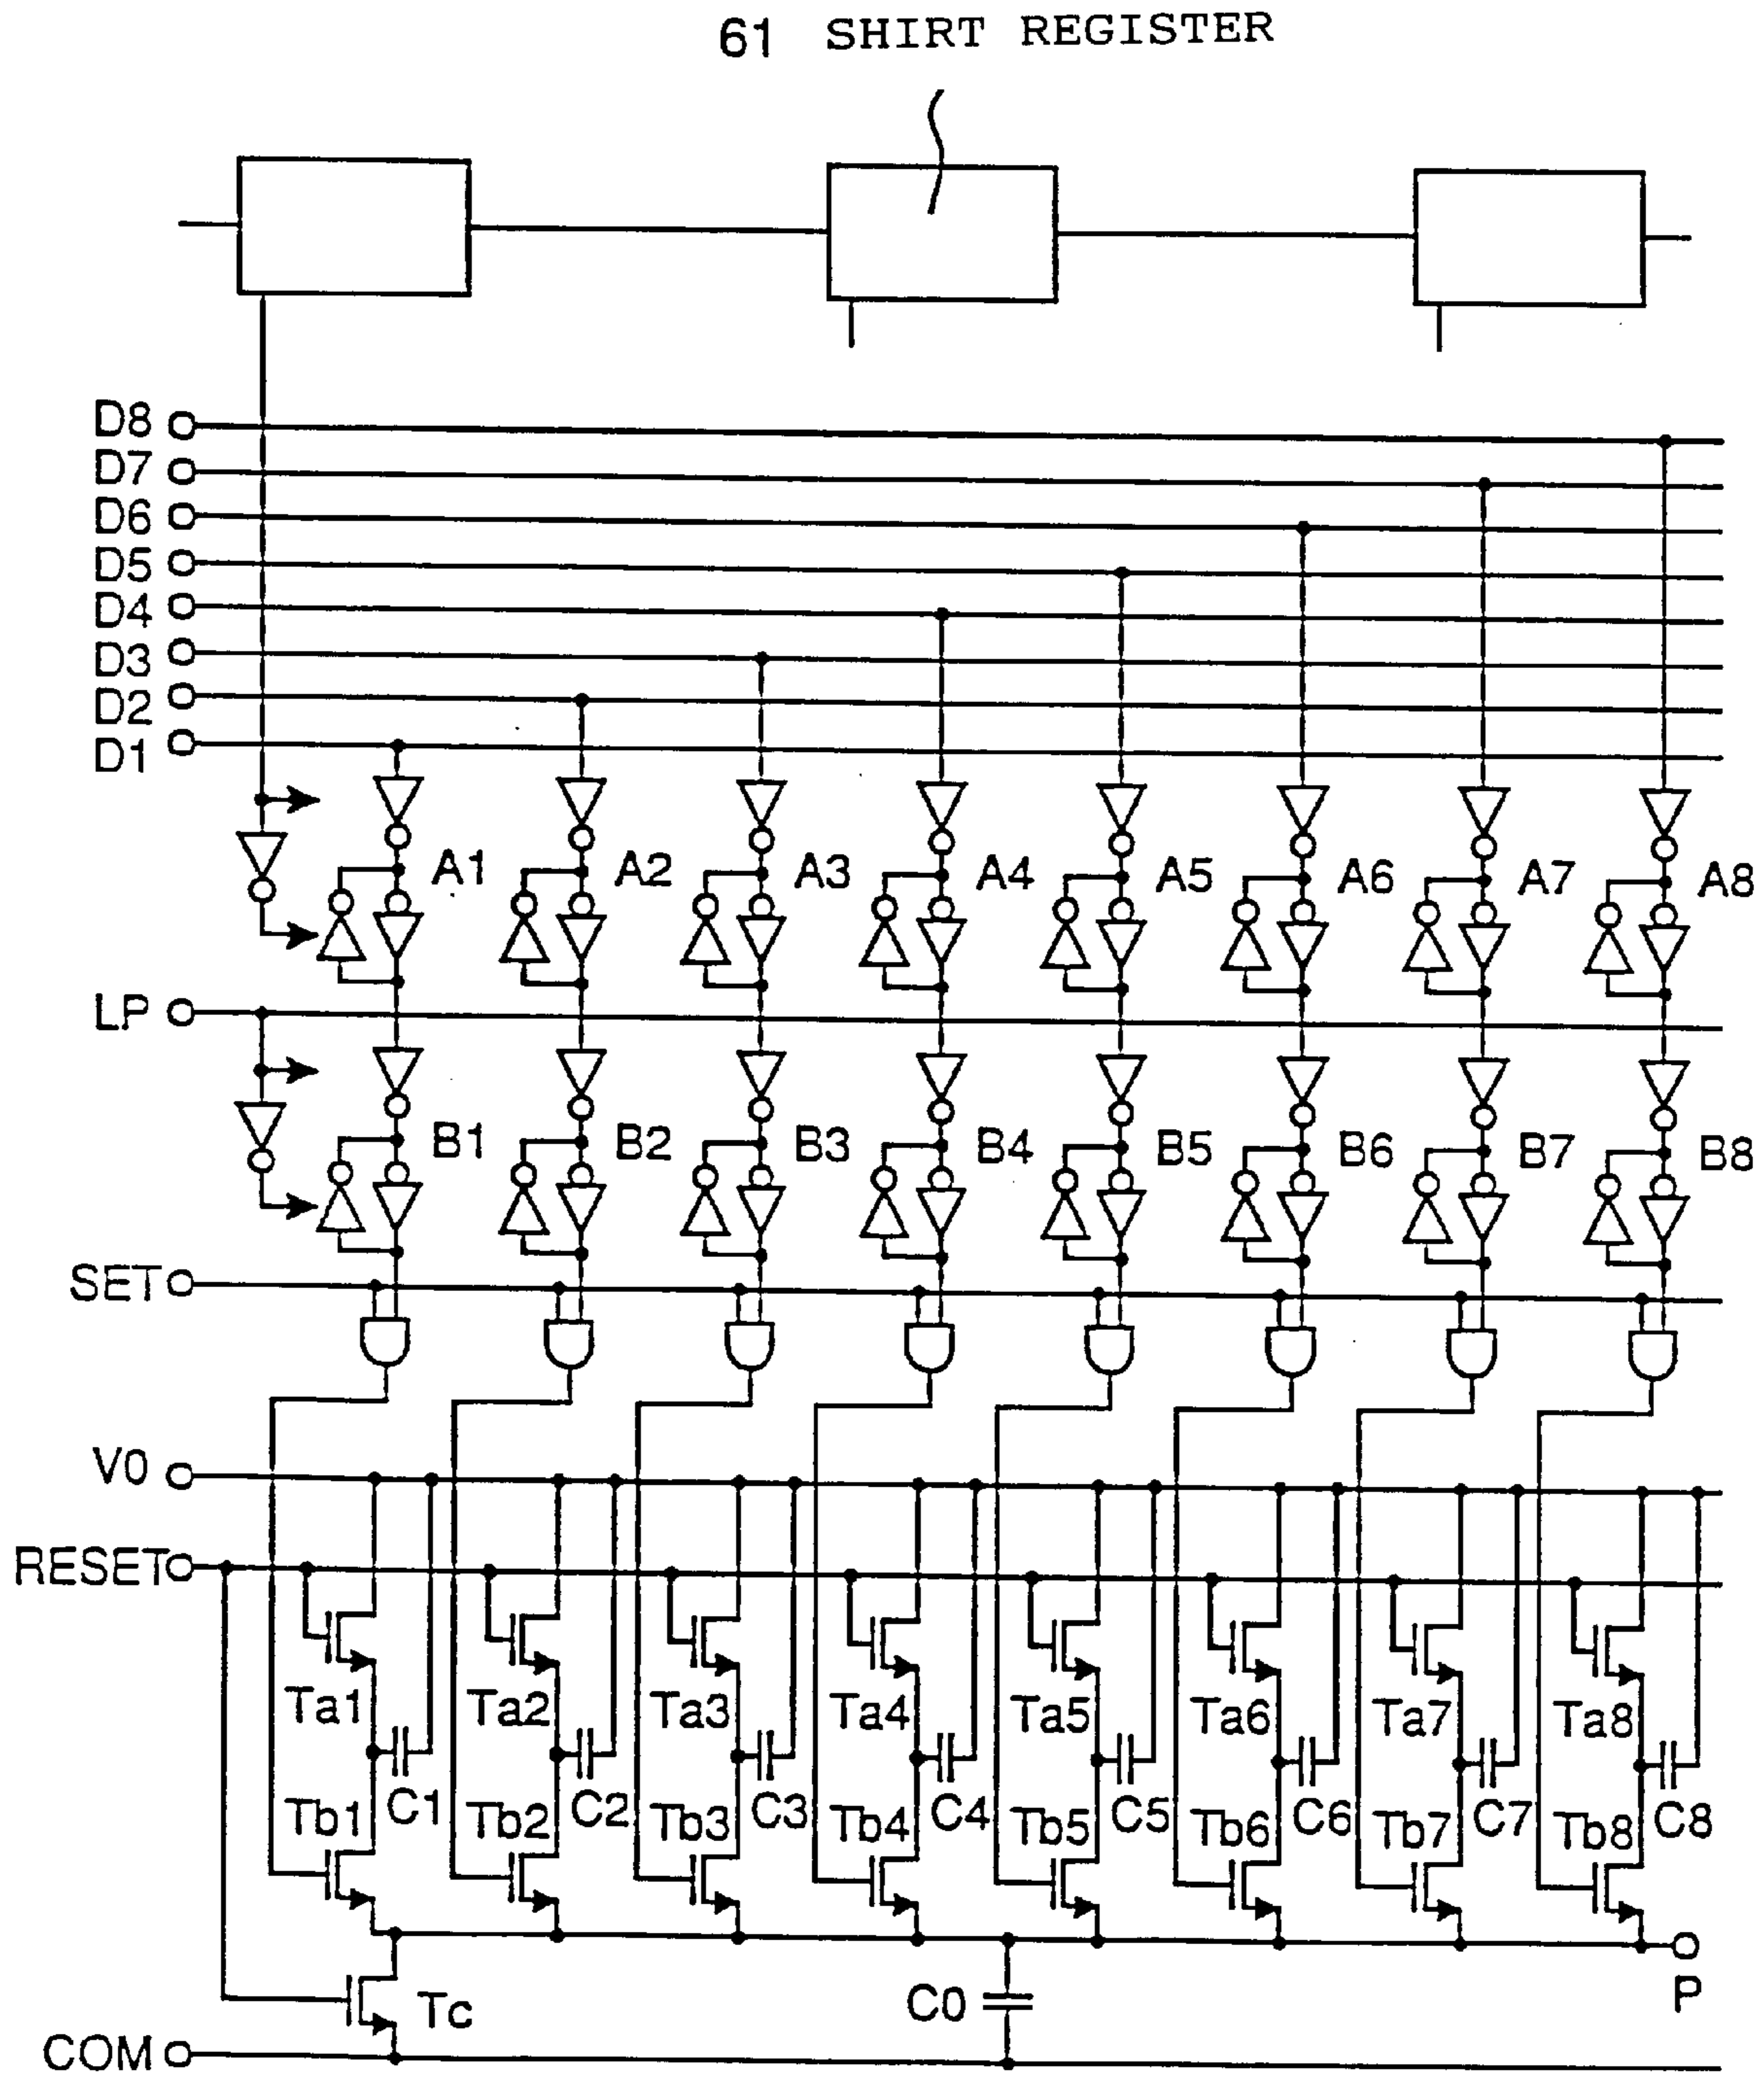 61 SHIRT REGISTER
D8
D7
D6
D5
D4
D3
D2
D1
A1 A2 A3 A4 A5 A6 A7 A8
LP
B1 B2 B3 B4 B5 B6 B7 B8
SET
V0
RESET
Ta1 Ta2 Ta3 Ta4 Ta5 Ta6 Ta7 Ta8
C1 C2 C3 C4 C5 C6 C7 C8
Tb1 Tb2 Tb3 Tb4 Tb5 Tb6 Tb7 Tb8
Tc C0 P
COM